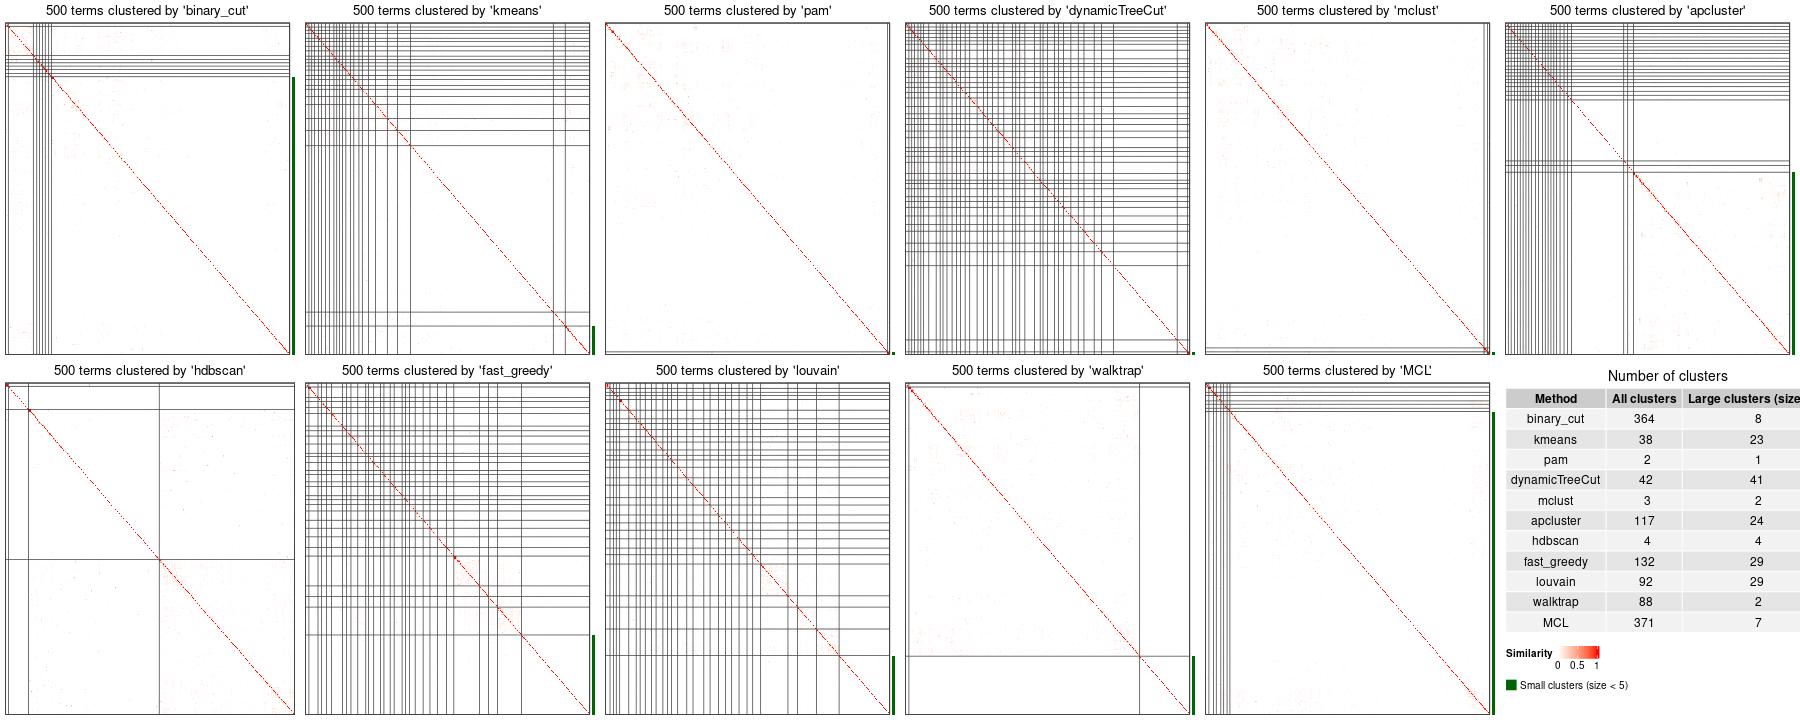 500 terms clustered by 'binary_cut'
500 terms clustered by 'kmeans'
500 terms clustered by 'pam'
500 terms clustered by 'dynamicTreeCut'
500 terms clustered by 'mclust'
500 terms clustered by 'apcluster'
500 terms clustered by 'hdbscan'
500 terms clustered by 'fast_greedy'
500 terms clustered by 'louvain'
500 terms clustered by 'walktrap'
500 terms clustered by 'MCL'
Number of clusters
Method All clusters Large clusters (size
binary_cut 364 8
kmeans 38 23
pam 2 1
dynamicTreeCut 42 41
mclust 3 2
apcluster 117 24
hdbscan 4 4
fast_greedy 132 29
louvain 92 29
walktrap 88 2
MCL 371 7
Similarity
0 0.5 1
Small clusters (size < 5)